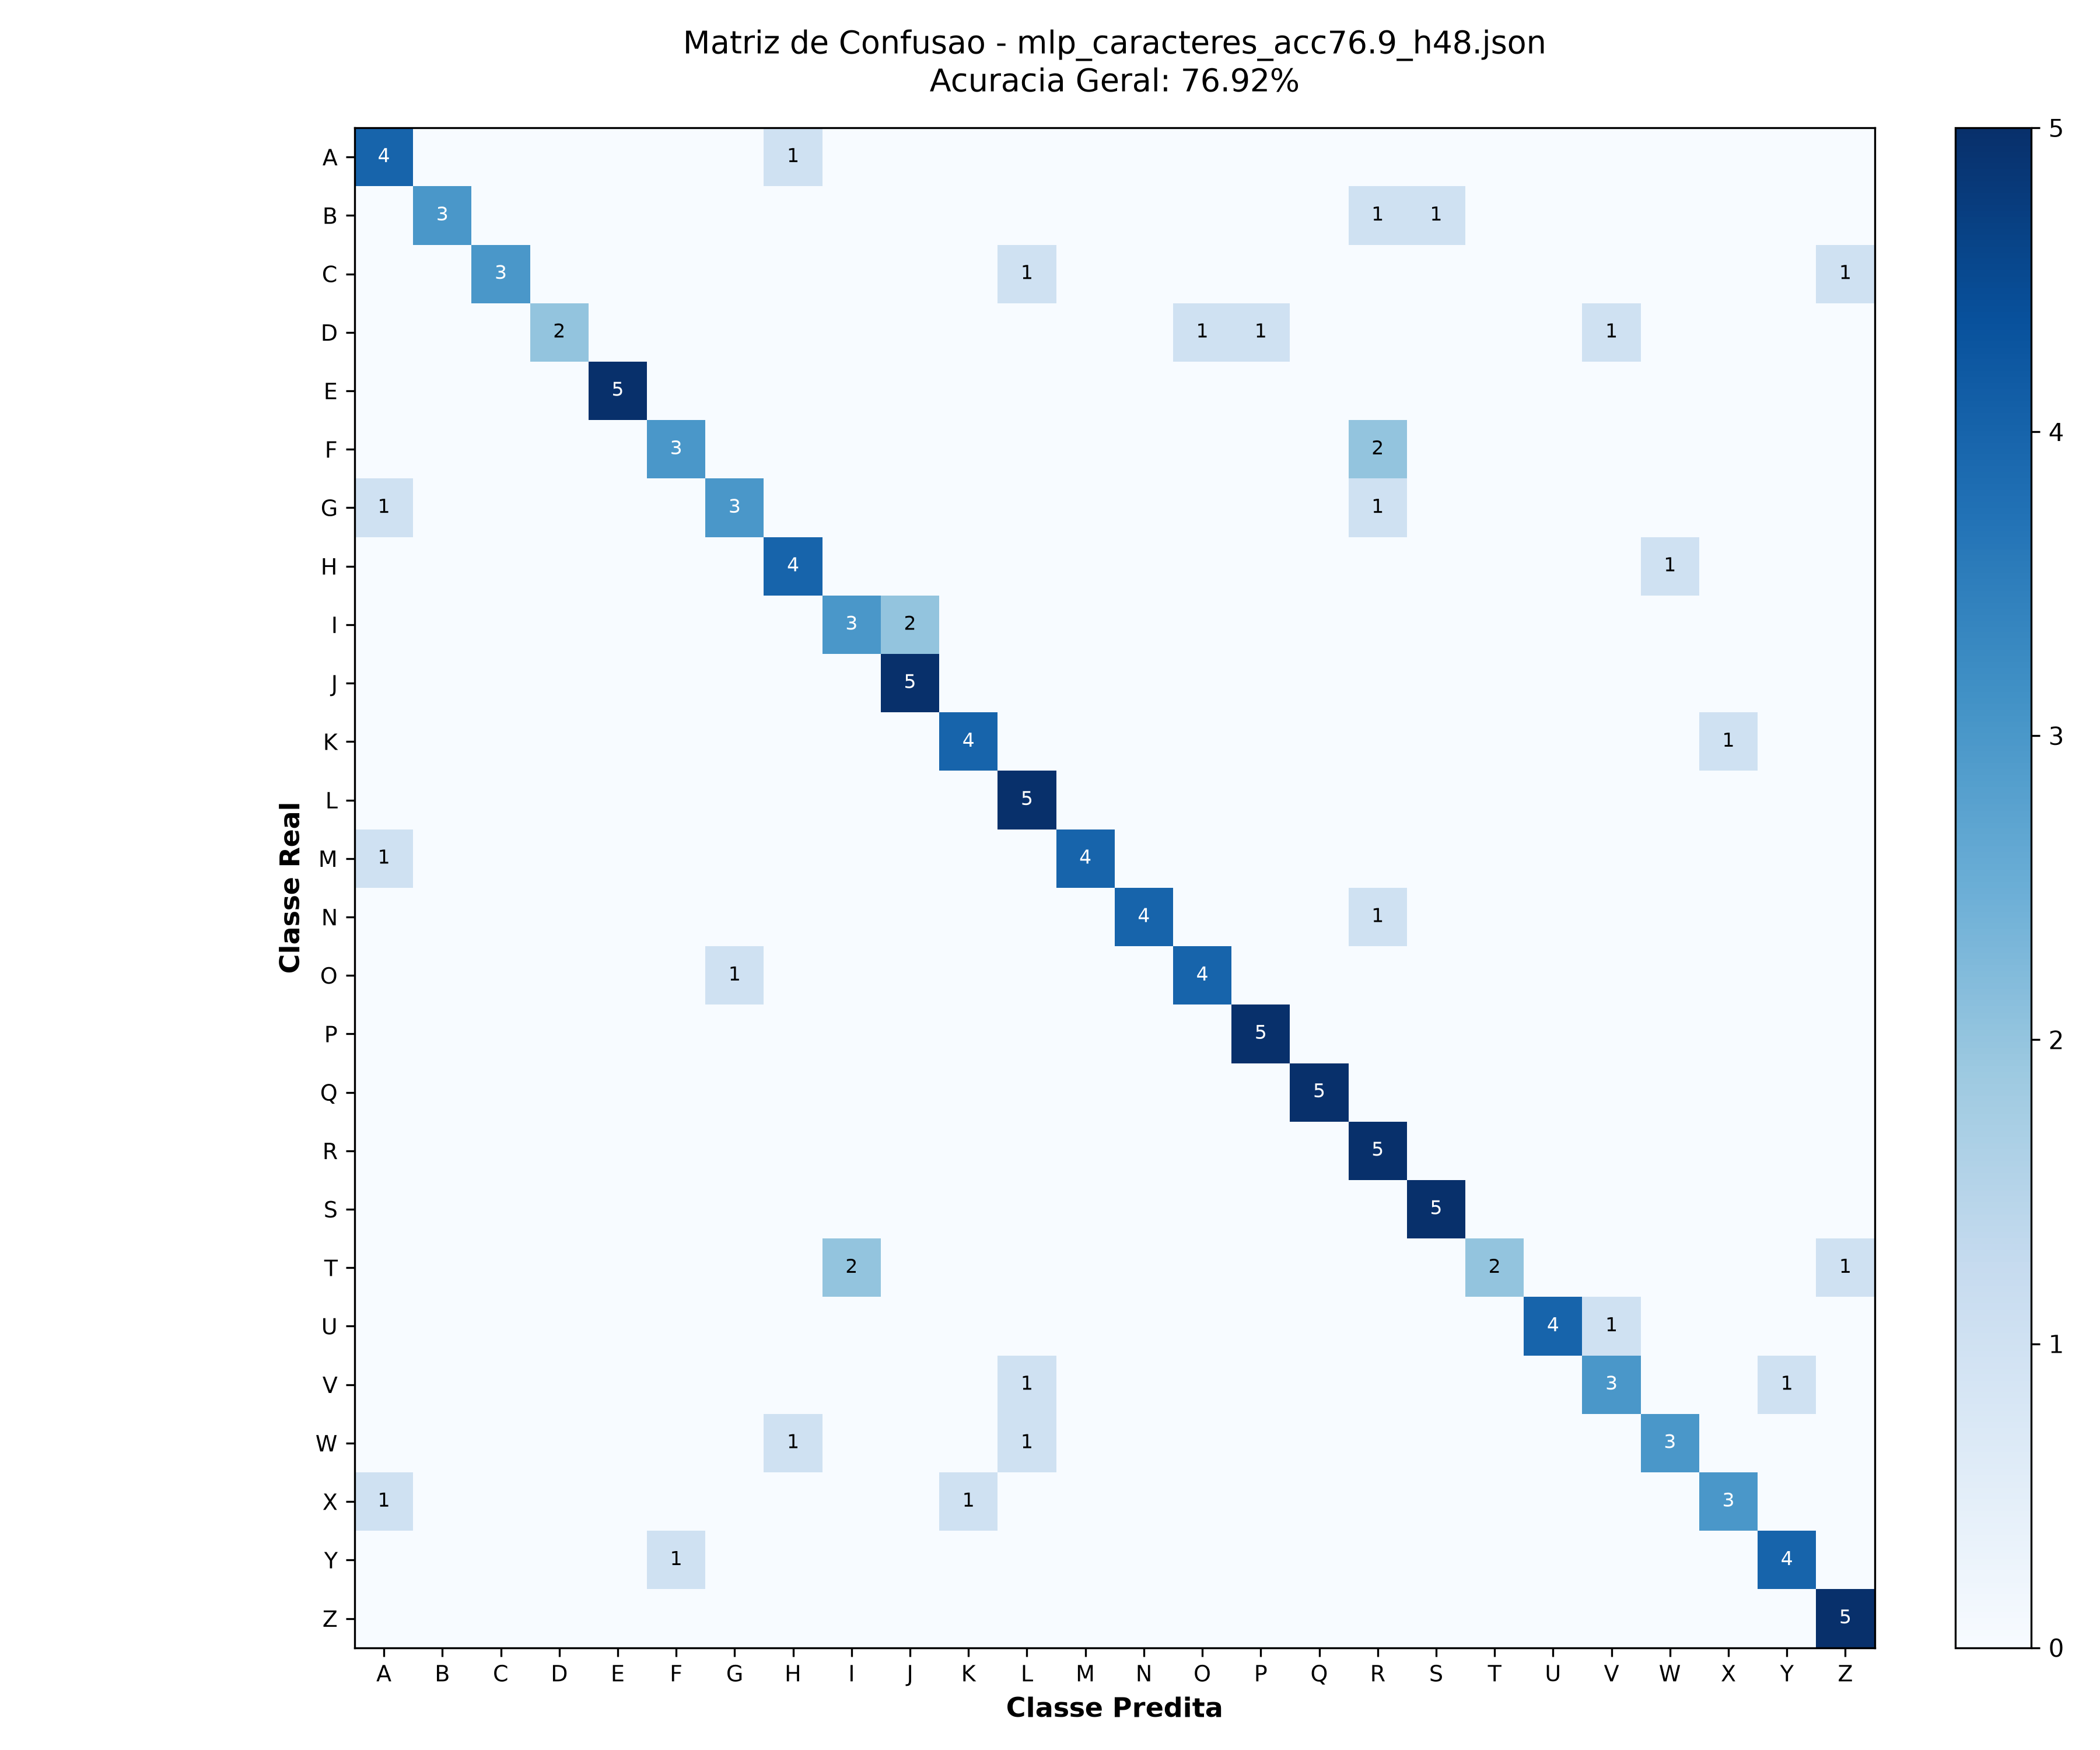 Matriz de Confusao - mlp_caracteres_acc76.9_h48.json
Acuracia Geral: 76.92%
A 4 1
B 3 1 1
C 3 1 1
D 2 1 1 1
E 5
F 3 2
G 1 3 1
H 4 1
I 3 2
J 5
K 4 1
L 5
M 1 4
N 4 1
O 1 4
P 5
Q 5
R 5
S 5
T 2 2 1
U 4 1
V 1 3 1
W 1 1 3
X 1 1 3
Y 1 4
Z 5
A B C D E F G H I J K L M N O P Q R S T U V W X Y Z
Classe Predita
Classe Real
5
4
3
2
1
0